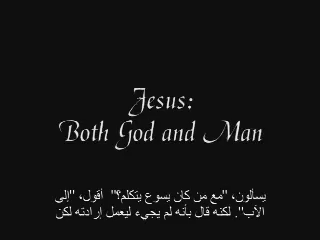 Jesus:
Both God and Man
يسألون، "مع من كان يسوع يتكلم؟" أقول، "إلى
الآب". لكنه قال بأنه لم يجيء ليعمل إرادته لكن